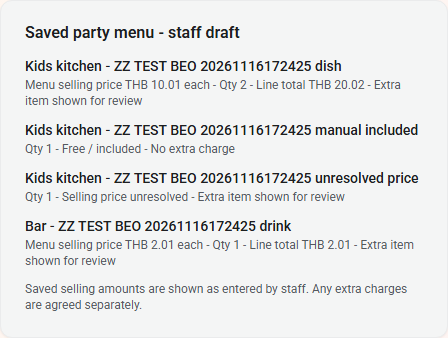 Saved party menu - staff draft
Kids kitchen - ZZ TEST BEO 20261116172425 dish
Menu selling price THB 10.01 each - Qty 2 - Line total THB 20.02 - Extra
item shown for review
Kids kitchen - ZZ TEST BEO 20261116172425 manual included
Qty 1 - Free / included - No extra charge
Kids kitchen - ZZ TEST BEO 20261116172425 unresolved price
Qty 1 - Selling price unresolved - Extra item shown for review
Bar - ZZ TEST BEO 20261116172425 drink
Menu selling price THB 2.01 each - Qty 1 - Line total THB 2.01 - Extra item
shown for review
Saved selling amounts are shown as entered by staff. Any extra charges
are agreed separately.